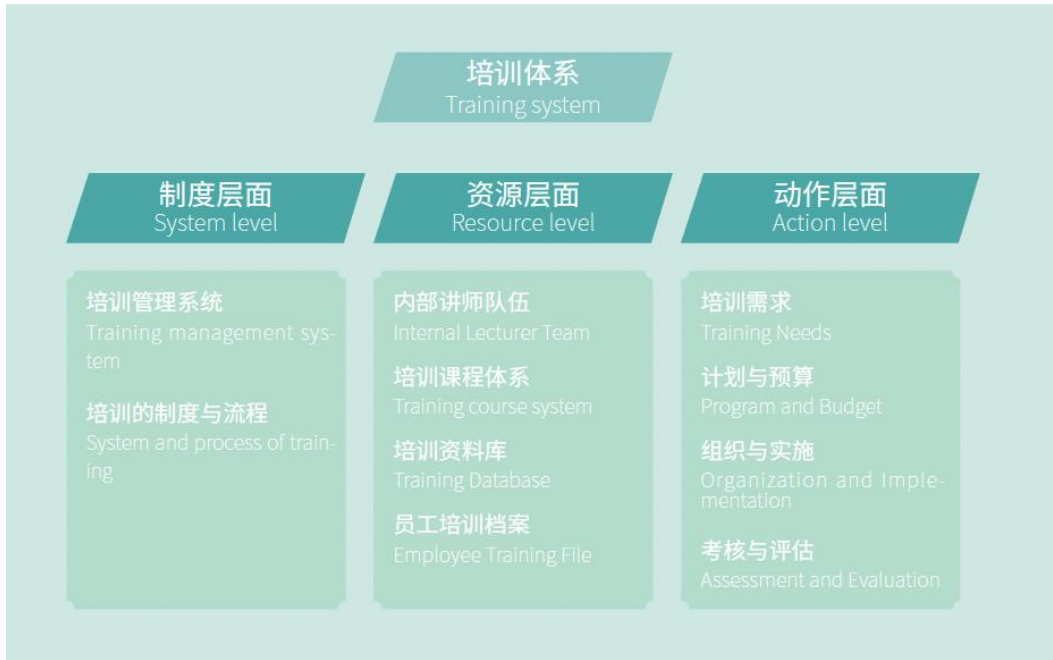 培训体系
Training system
制度层面
System level
资源层面
Resource level
动作层面
Action level
培训管理系统
Training management sys-
tem
培训的制度与流程
System and process of train-
ing
内部讲师队伍
Internal Lecturer Team
培训课程体系
Training course system
培训资料库
Training Database
员工培训档案
Employee Training File
培训需求
Training Needs
计划与预算
Program and Budget
组织与实施
Organization and Imple-
mentation
考核与评估
Assessment and Evaluation